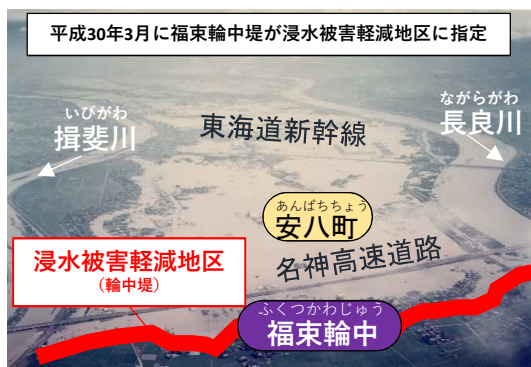 平成30年3月に福束輪中堤が浸水被害軽減地区に指定
いびがわ
揖斐川
東海道新幹線
ながらがわ
長良川
あんぱちちょう
安八町
名神高速道路
浸水被害軽減地区
（輪中堤）
ふくつかわじゅう
福束輪中